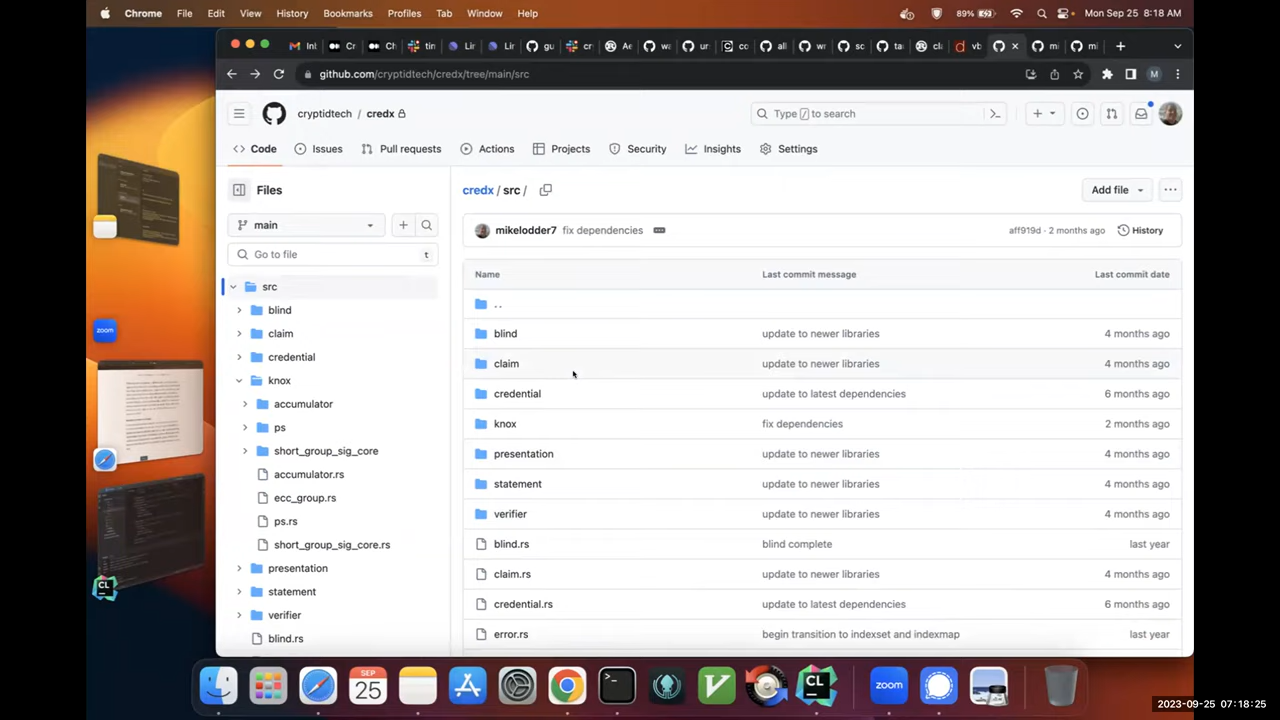 Chrome File Edit View History Bookmarks Profiles Tab Window Help 89% Mon Sep 25 8:18 AM
github.com/cryptidtech/credx/tree/main/src
M
cryptidtech / credx
Type / to search
Code Issues Pull requests Actions Projects Security Insights Settings
Files
main
Go to file t
src
blind
claim
credential
knox
accumulator
ps
short_group_sig_core
accumulator.rs
ecc_group.rs
ps.rs
short_group_sig_core.rs
presentation
statement
verifier
blind.rs
credx / src /
Add file
mikelodder7 fix dependencies aff919d · 2 months ago History
Name Last commit message Last commit date
..
blind update to newer libraries 4 months ago
claim update to newer libraries 4 months ago
credential update to latest dependencies 6 months ago
knox fix dependencies 2 months ago
presentation update to newer libraries 4 months ago
statement update to newer libraries 4 months ago
verifier update to newer libraries 4 months ago
blind.rs blind complete last year
claim.rs update to newer libraries 4 months ago
credential.rs update to latest dependencies 6 months ago
error.rs begin transition to indexset and indexmap last year
zoom
CL
SEP
25
CL
zoom
2023-09-25 07:18:25